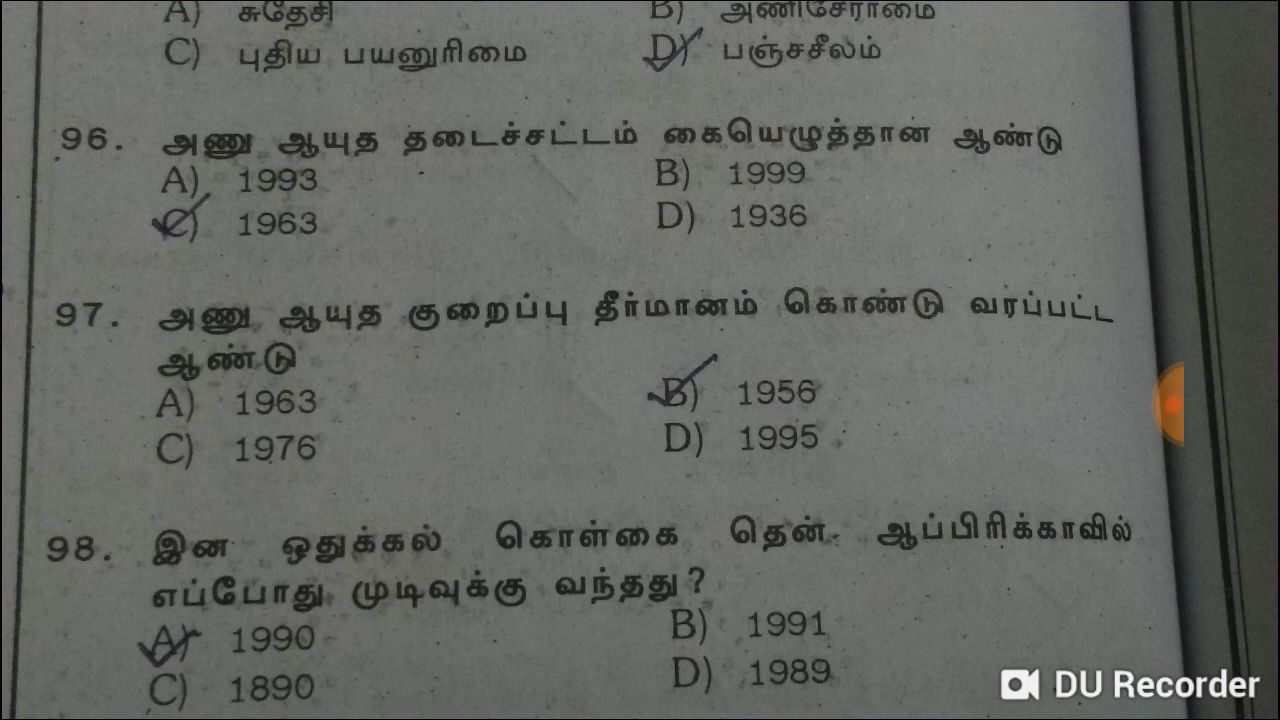 A) சுதேசி B) அணிசேராமை
C) புதிய பயனுரிமை D) பஞ்சசீலம்
96. அணு ஆயுத தடைச்சட்டம் கையெழுத்தான ஆண்டு
A) 1993 B) 1999
C) 1963 D) 1936
97. அணு ஆயுத குறைப்பு தீர்மானம் கொண்டு வரப்பட்ட
ஆண்டு
A) 1963 B) 1956
C) 1976 D) 1995
98. இன ஒதுக்கல் கொள்கை தென். ஆப்பிரிக்காவில்
எப்போது முடிவுக்கு வந்தது?
A) 1990 B) 1991
C) 1890 D) 1989
DU Recorder